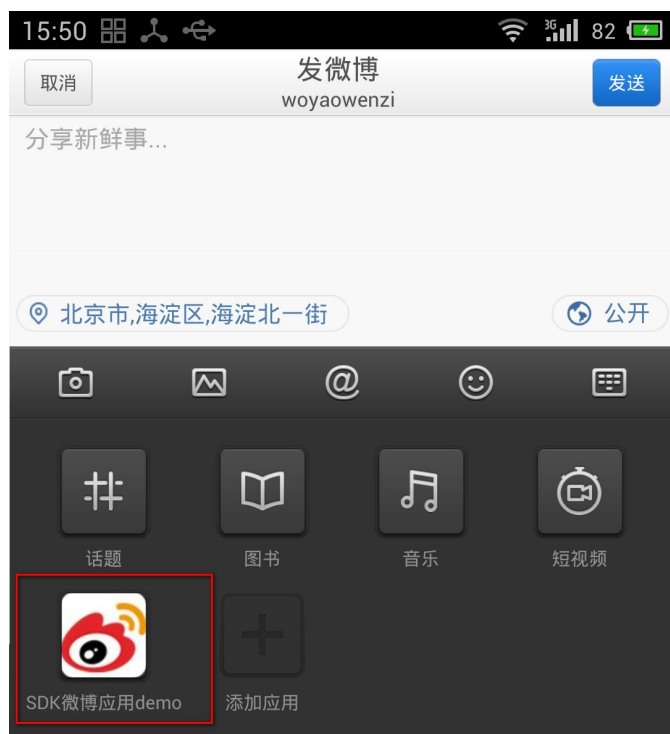 15:50
3G
82
取消
发微博
woyaowenzi
发送
分享新鲜事...
北京市,海淀区,海淀北一街
公开
话题
图书
音乐
短视频
SDK微博应用demo
添加应用